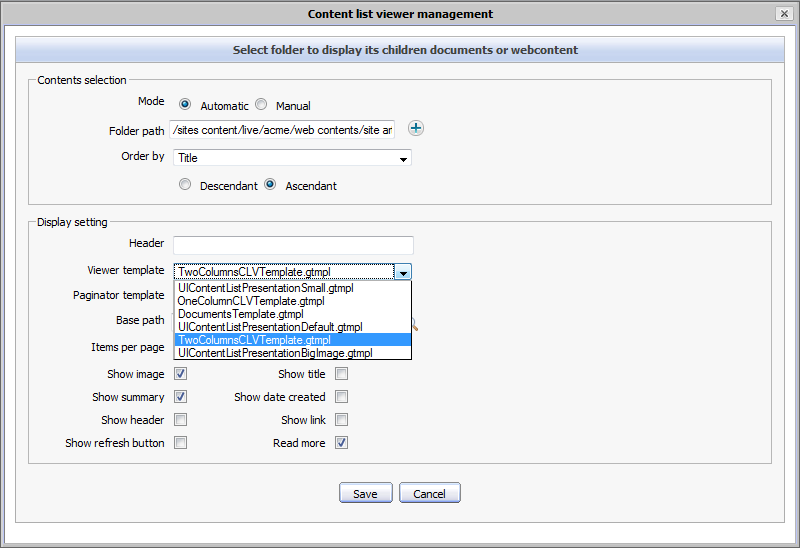 Content list viewer management
Select folder to display its children documents or webcontent
Contents selection
Mode Automatic Manual
Folder path /sites content/live/acme/web contents/site ar
Order by Title
Descendant Ascendant
Display setting
Header
Viewer template TwoColumnsCLVTemplate.gtmpl
UIContentListPresentationSmall.gtmpl
Paginator template OneColumnCLVTemplate.gtmpl
DocumentsTemplate.gtmpl
Base path UIContentListPresentationDefault.gtmpl
TwoColumnsCLVTemplate.gtmpl
Items per page UIContentListPresentationBigImage.gtmpl
Show image Show title
Show summary Show date created
Show header Show link
Show refresh button Read more
Save Cancel